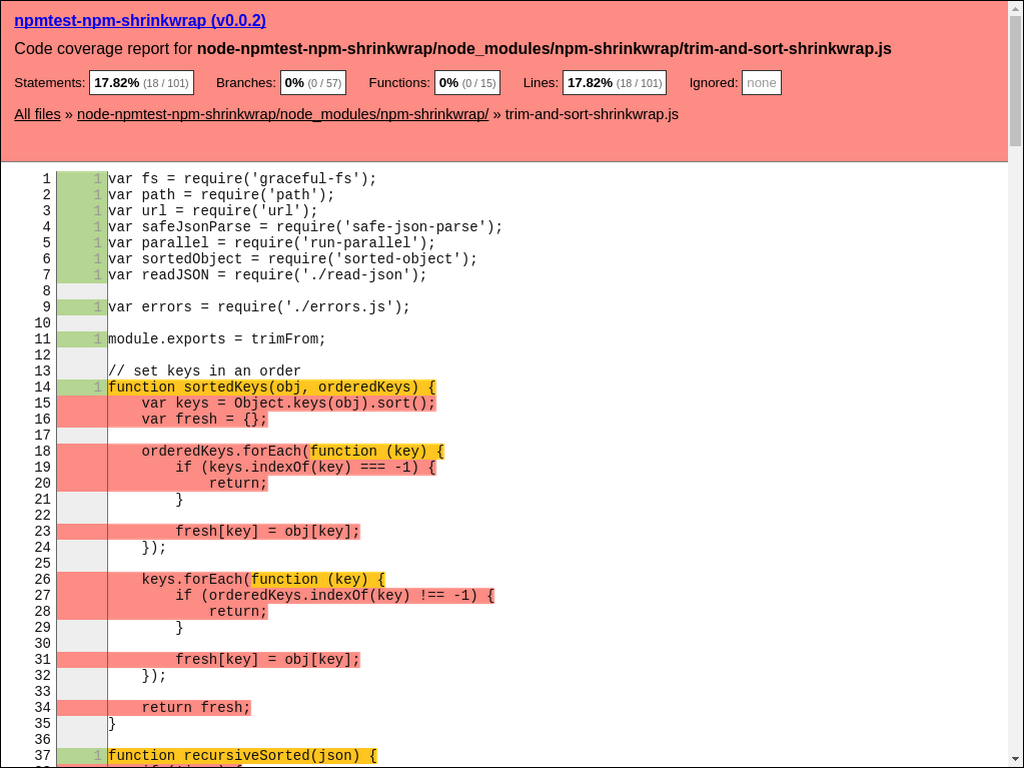 npmtest-npm-shrinkwrap (v0.0.2)
Code coverage report for node-npmtest-npm-shrinkwrap/node_modules/npm-shrinkwrap/trim-and-sort-shrinkwrap.js
Statements: 17.82% (18 / 101) Branches: 0% (0 / 57) Functions: 0% (0 / 15) Lines: 17.82% (18 / 101) Ignored: none
All files » node-npmtest-npm-shrinkwrap/node_modules/npm-shrinkwrap/ » trim-and-sort-shrinkwrap.js
1 1 var fs = require('graceful-fs');
2 1 var path = require('path');
3 1 var url = require('url');
4 1 var safeJsonParse = require('safe-json-parse');
5 1 var parallel = require('run-parallel');
6 1 var sortedObject = require('sorted-object');
7 1 var readJSON = require('./read-json');
8
9 1 var errors = require('./errors.js');
10
11 1 module.exports = trimFrom;
12
13 // set keys in an order
14 1 function sortedKeys(obj, orderedKeys) {
15     var keys = Object.keys(obj).sort();
16     var fresh = {};
17
18     orderedKeys.forEach(function (key) {
19         if (keys.indexOf(key) === -1) {
20             return;
21         }
22
23         fresh[key] = obj[key];
24     });
25
26     keys.forEach(function (key) {
27         if (orderedKeys.indexOf(key) !== -1) {
28             return;
29         }
30
31         fresh[key] = obj[key];
32     });
33
34     return fresh;
35 }
36
37 1 function recursiveSorted(json) {